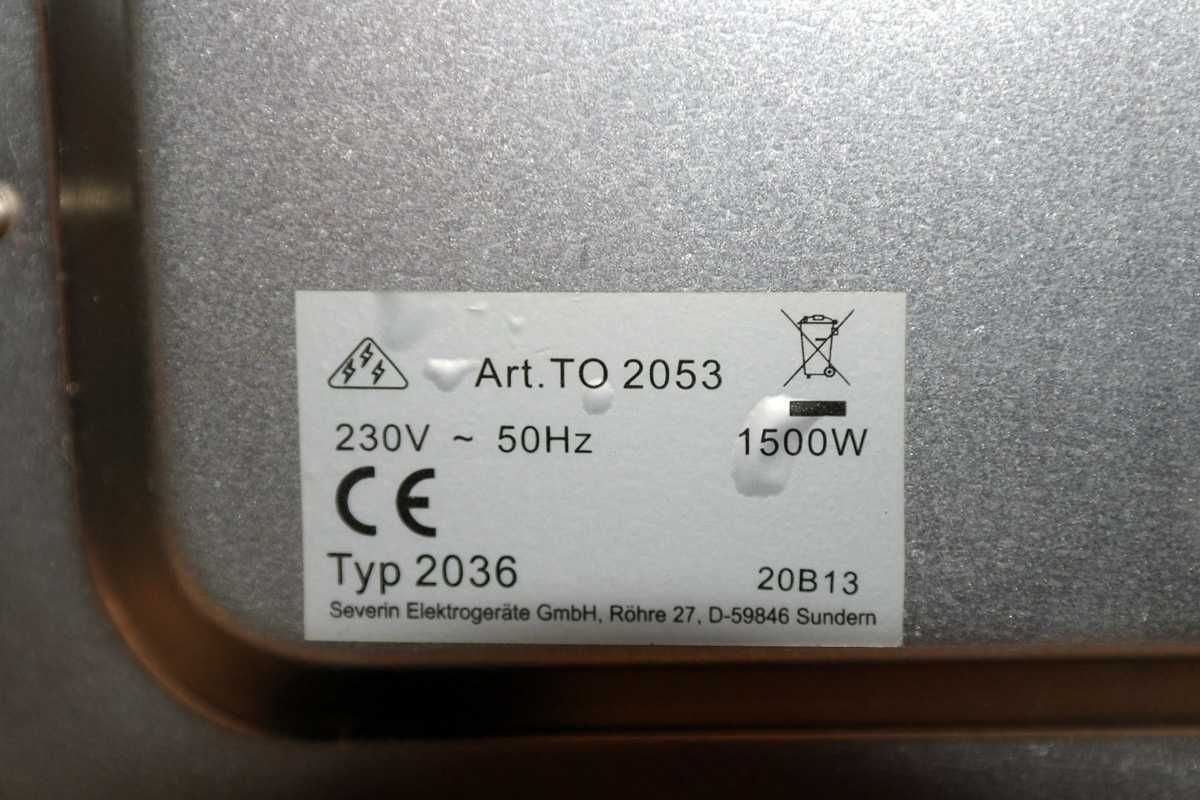 Art.TO 2053
230V ~ 50Hz 1500W
CE
Typ 2036 20B13
Severin Elektrogeräte GmbH, Röhre 27, D-59846 Sundern